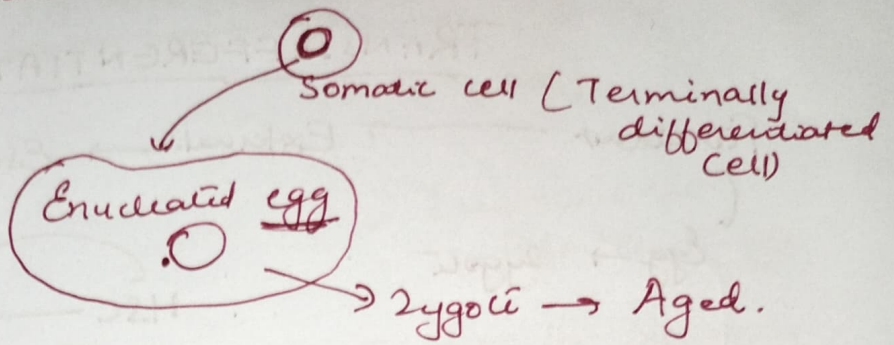 Somatic cell (Terminally
differentiated
cell)
Enucleated egg
Zygote → Aged.